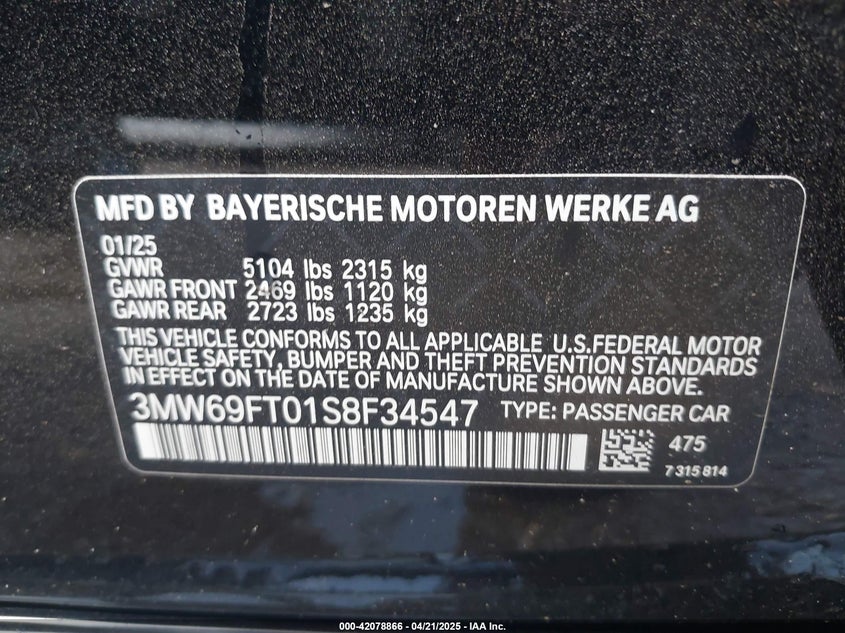 MFD BY BAYERISCHE MOTOREN WERKE AG
01/25
GVWR 5104 lbs 2315 kg
GAWR FRONT 2469 lbs 1120 kg
GAWR REAR 2723 lbs 1235 kg
THIS VEHICLE CONFORMS TO ALL APPLICABLE U.S.FEDERAL MOTOR
VEHICLE SAFETY, BUMPER AND THEFT PREVENTION STANDARDS
IN EFFECT ON THE DATE OF MANUFACTURE SHOWN ABOVE.
3MW69FT01S8F34547 TYPE: PASSENGER CAR
475
7 315 814
000-42078866 - 04/21/2025 - IAA Inc.